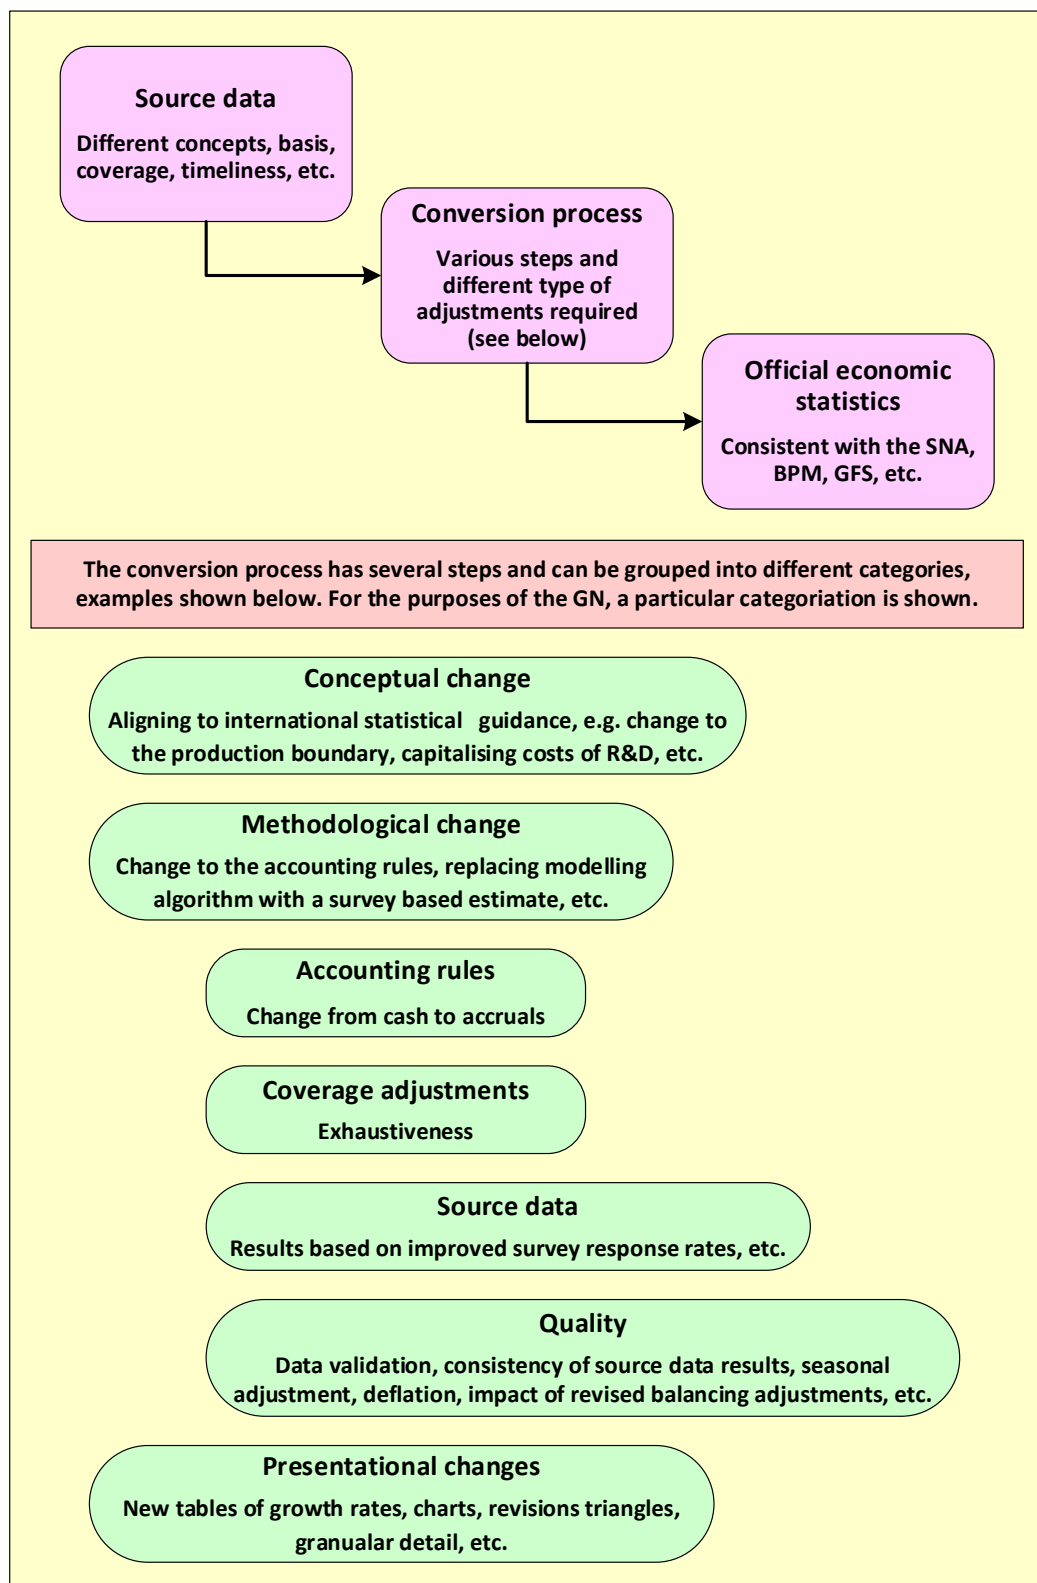 Source data
Different concepts, basis,
coverage, timeliness, etc.
Conversion process
Various steps and
different type of
adjustments required
(see below)
Official economic
statistics
Consistent with the SNA,
BPM, GFS, etc.
The conversion process has several steps and can be grouped into different categories,
examples shown below. For the purposes of the GN, a particular categoriation is shown.
Conceptual change
Aligning to international statistical guidance, e.g. change to
the production boundary, capitalising costs of R&D, etc.
Methodological change
Change to the accounting rules, replacing modelling
algorithm with a survey based estimate, etc.
Accounting rules
Change from cash to accruals
Coverage adjustments
Exhaustiveness
Source data
Results based on improved survey response rates, etc.
Quality
Data validation, consistency of source data results, seasonal
adjustment, deflation, impact of revised balancing adjustments, etc.
Presentational changes
New tables of growth rates, charts, revisions triangles,
granualar detail, etc.